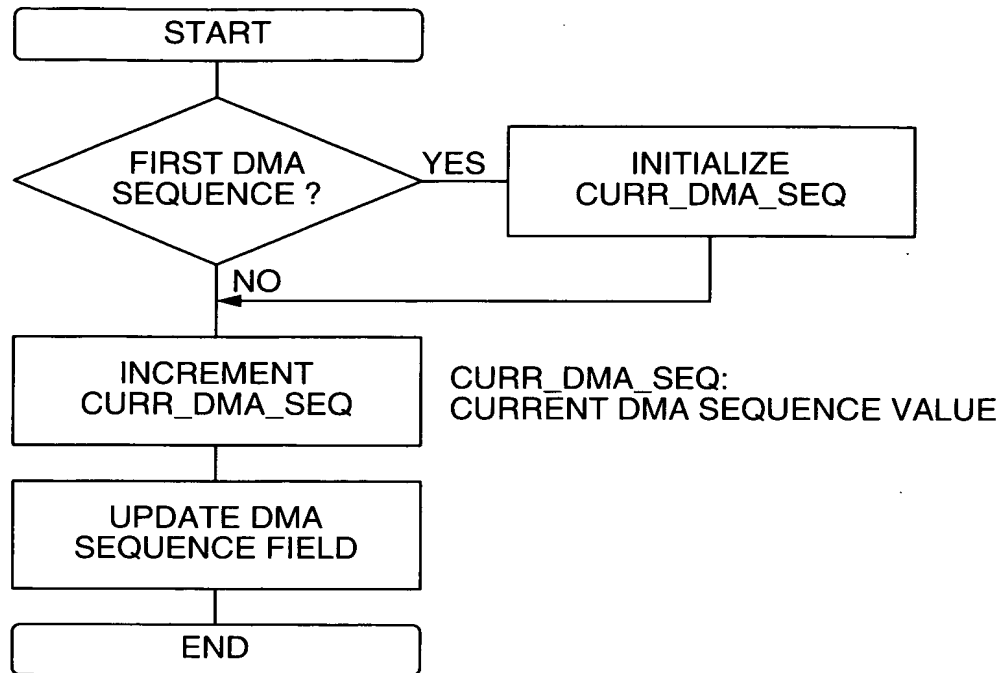 START
FIRST DMA
SEQUENCE ?
YES
INITIALIZE
CURR_DMA_SEQ
NO
INCREMENT
CURR_DMA_SEQ
CURR_DMA_SEQ:
CURRENT DMA SEQUENCE VALUE
UPDATE DMA
SEQUENCE FIELD
END